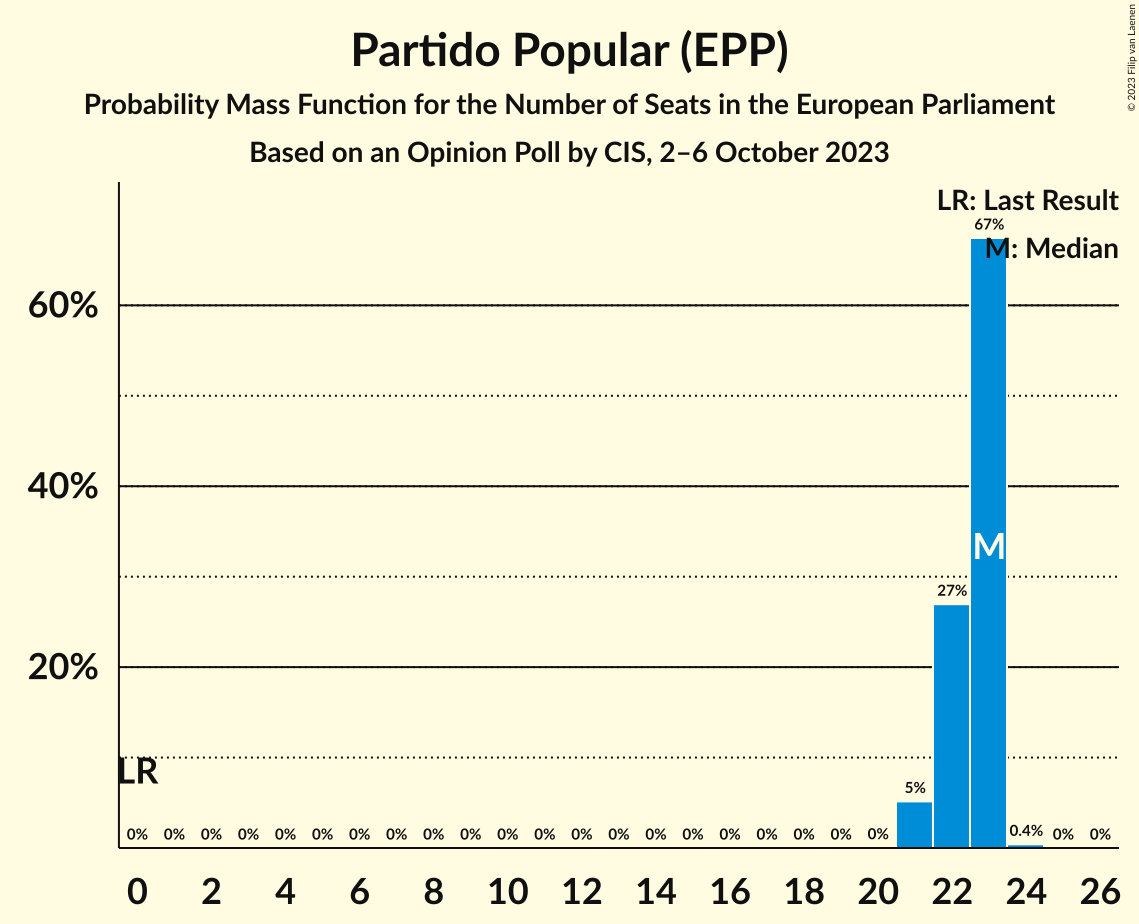 Partido Popular (EPP)
Probability Mass Function for the Number of Seats in the European Parliament
Based on an Opinion Poll by CIS, 2–6 October 2023
© 2023 Filip van Laenen
LR: Last Result
67%
M: Median
60%
40%
M
27%
20%
LR
5%
0% 0% 0% 0% 0% 0% 0% 0% 0% 0% 0% 0% 0% 0% 0% 0% 0% 0% 0% 0% 0% 0.4% 0% 0%
0 2 4 6 8 10 12 14 16 18 20 22 24 26